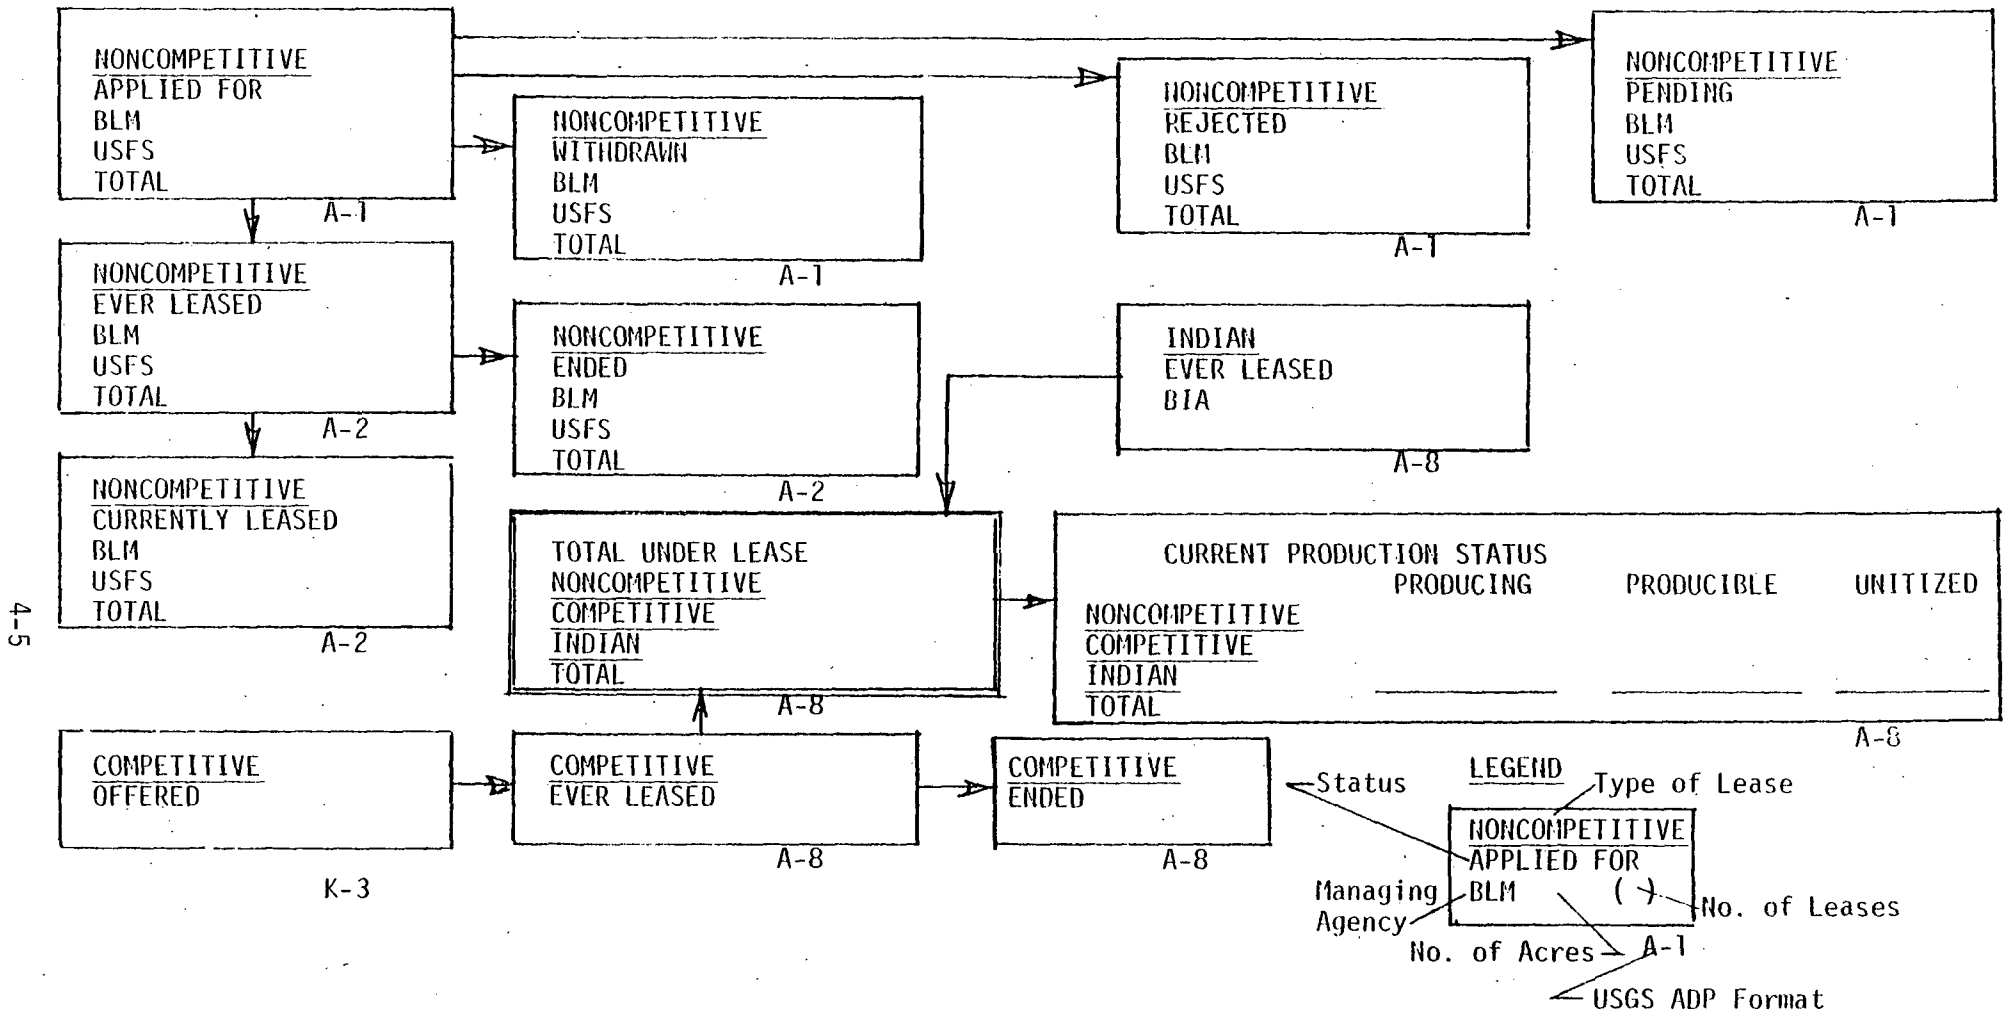 NONCOMPETITIVE
APPLIED FOR
BLM
USFS
TOTAL
A-1
NONCOMPETITIVE
WITHDRAWN
BLM
USFS
TOTAL
A-1
NONCOMPETITIVE
REJECTED
BLM
USFS
TOTAL
A-1
NONCOMPETITIVE
PENDING
BLM
USFS
TOTAL
A-1
NONCOMPETITIVE
EVER LEASED
BLM
USFS
TOTAL
A-2
NONCOMPETITIVE
ENDED
BLM
USFS
TOTAL
A-2
INDIAN
EVER LEASED
BIA
A-8
NONCOMPETITIVE
CURRENTLY LEASED
BLM
USFS
TOTAL
A-2
TOTAL UNDER LEASE
NONCOMPETITIVE
COMPETITIVE
INDIAN
TOTAL
A-8
CURRENT PRODUCTION STATUS
PRODUCING PRODUCIBLE UNITIZED
NONCOMPETITIVE
COMPETITIVE
INDIAN
TOTAL
A-8
4-5
COMPETITIVE
OFFERED
K-3
COMPETITIVE
EVER LEASED
A-8
COMPETITIVE
ENDED
A-8
LEGEND
Status
Type of Lease
NONCOMPETITIVE
APPLIED FOR
BLM ( )
Managing
Agency
No. of Leases
No. of Acres
A-1
USGS ADP Format